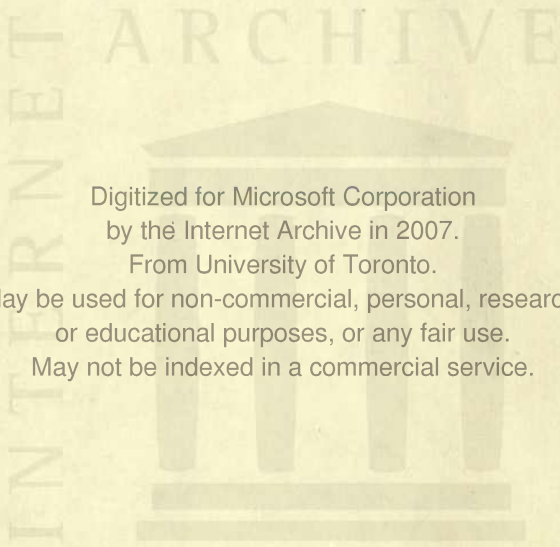 INTERNET ARCHIVE
Digitized for Microsoft Corporation
by the Internet Archive in 2007.
From University of Toronto.
ay be used for non-commercial, personal, researc
or educational purposes, or any fair use.
May not be indexed in a commercial service.